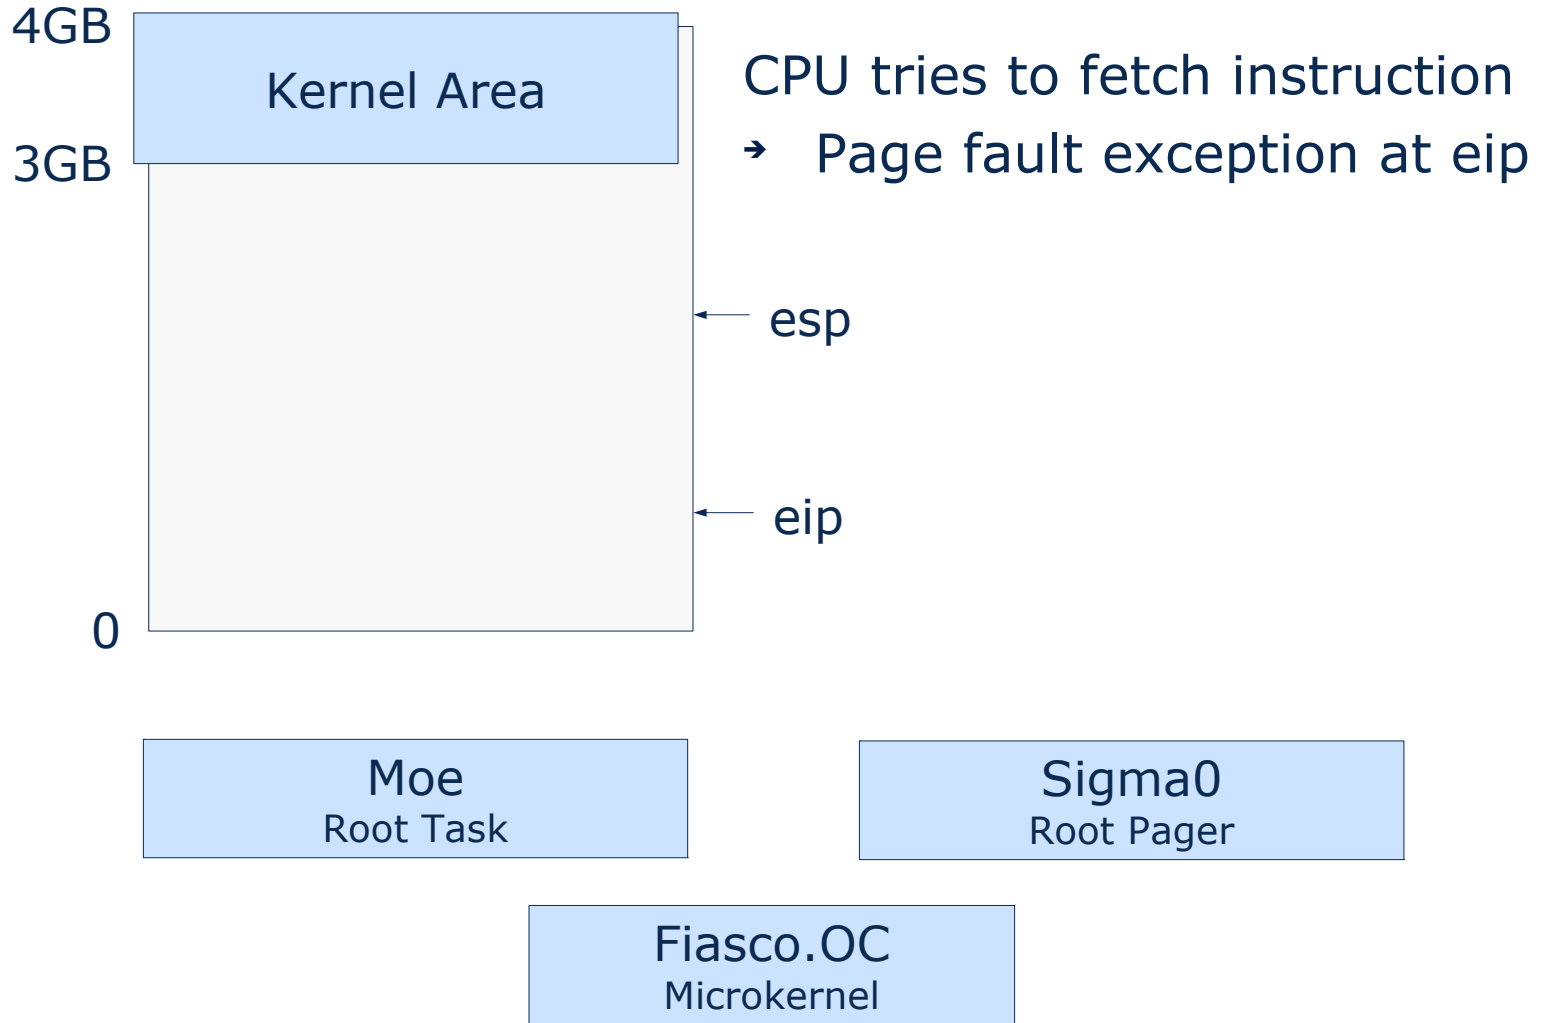 4GB
Kernel Area
3GB
0
CPU tries to fetch instruction
➔ Page fault exception at eip
esp
eip
Moe
Root Task
Sigma0
Root Pager
Fiasco.OC
Microkernel